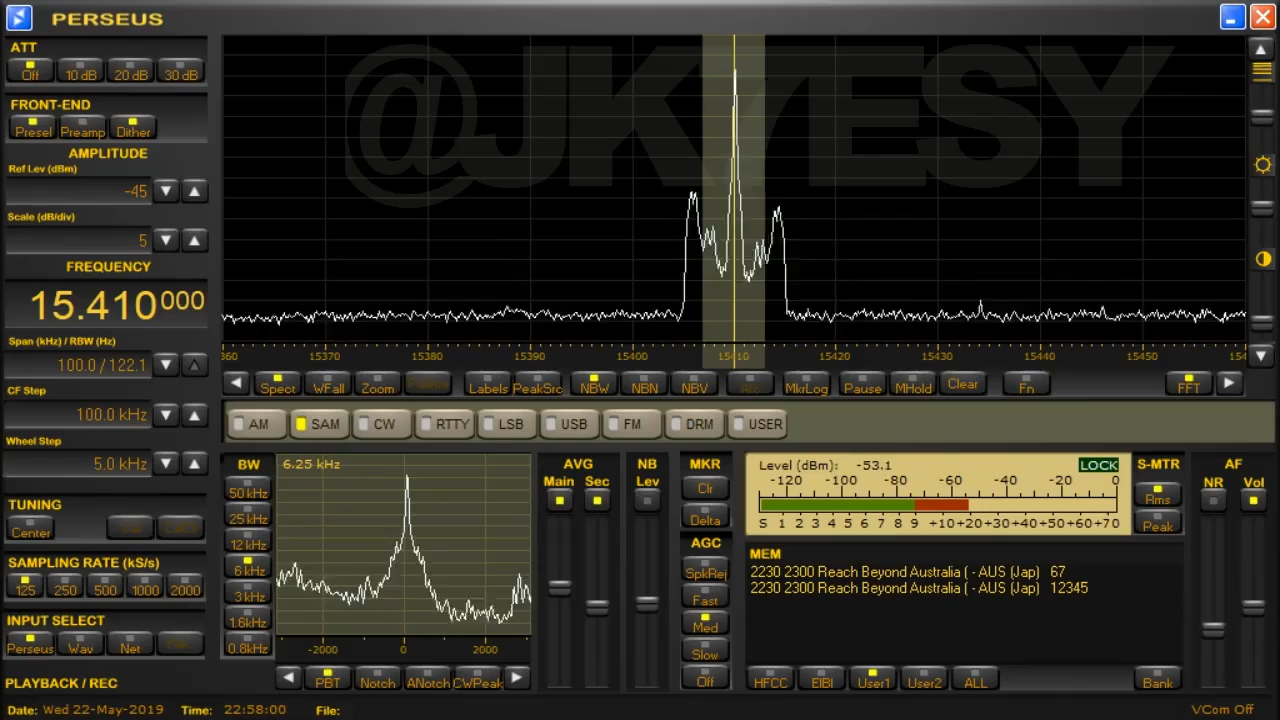 PERSEUS
@JK7ESY
ATT
Off 10 dB 20 dB 30 dB
FRONT-END
Presel Preamp Dither
AMPLITUDE
Ref Lev (dBm)
-45
Scale (dB/div)
5
FREQUENCY
15.410000
Span (kHz) / RBW (Hz)
100.0 / 122.1
CF Step
100.0 kHz
Wheel Step
5.0 kHz
TUNING
Center
SAMPLING RATE (kS/s)
125 250 500 1000 2000
INPUT SELECT
Perseus Wav Net
PLAYBACK / REC
360 15370 15380 15390 15400 15410 15420 15430 15440 15450 154
Spect WFall Zoom Labels PeakSrc NBW NBN NBV MkrLog Pause MHold Clear Fn FFT
AM SAM CW RTTY LSB USB FM DRM USER
BW
50 kHz
25 kHz
12 kHz
6 kHz
3 kHz
1.6kHz
0.8kHz
6.25 kHz
-2000 0 2000
PBT Notch ANotch CWPeak
AVG
Main Sec
NB
Lev
MKR
Clr
Delta
AGC
SpkRej
Fast
Med
Slow
Off
Level (dBm): -53.1 LOCK
-120 -100 -80 -60 -40 -20 0
S 1 2 3 4 5 6 7 8 9 +10+20+30+40+50+60+70
S-MTR
Rms
Peak
AF
NR Vol
MEM
2230 2300 Reach Beyond Australia ( - AUS (Jap) 67
2230 2300 Reach Beyond Australia ( - AUS (Jap) 12345
HFCC EIBI User1 User2 ALL Bank
Date: Wed 22-May-2019 Time: 22:58:00 File:
VCom Off